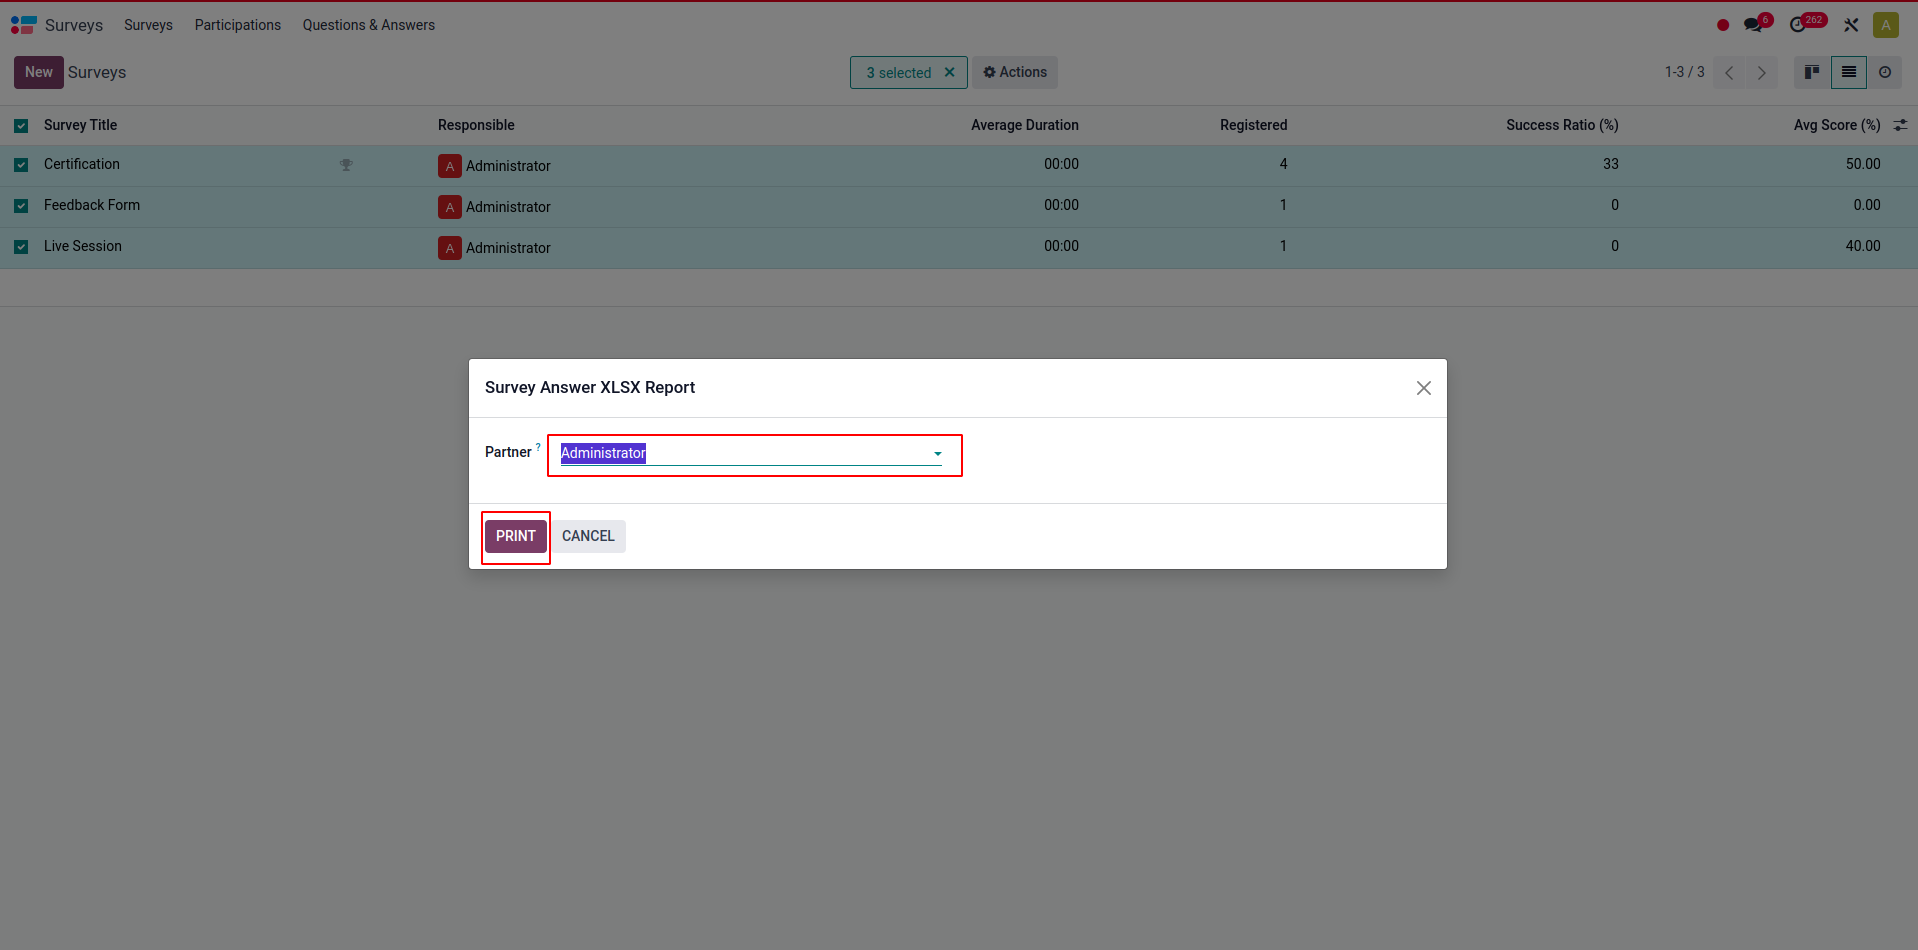 Surveys Surveys Participations Questions & Answers 6 262 A
New Surveys 3 selected Actions 1-3 / 3
Survey Title Responsible Average Duration Registered Success Ratio (%) Avg Score (%)
Certification A Administrator 00:00 4 33 50.00
Feedback Form A Administrator 00:00 1 0 0.00
Live Session A Administrator 00:00 1 0 40.00
Survey Answer XLSX Report
Partner ? Administrator
PRINT CANCEL